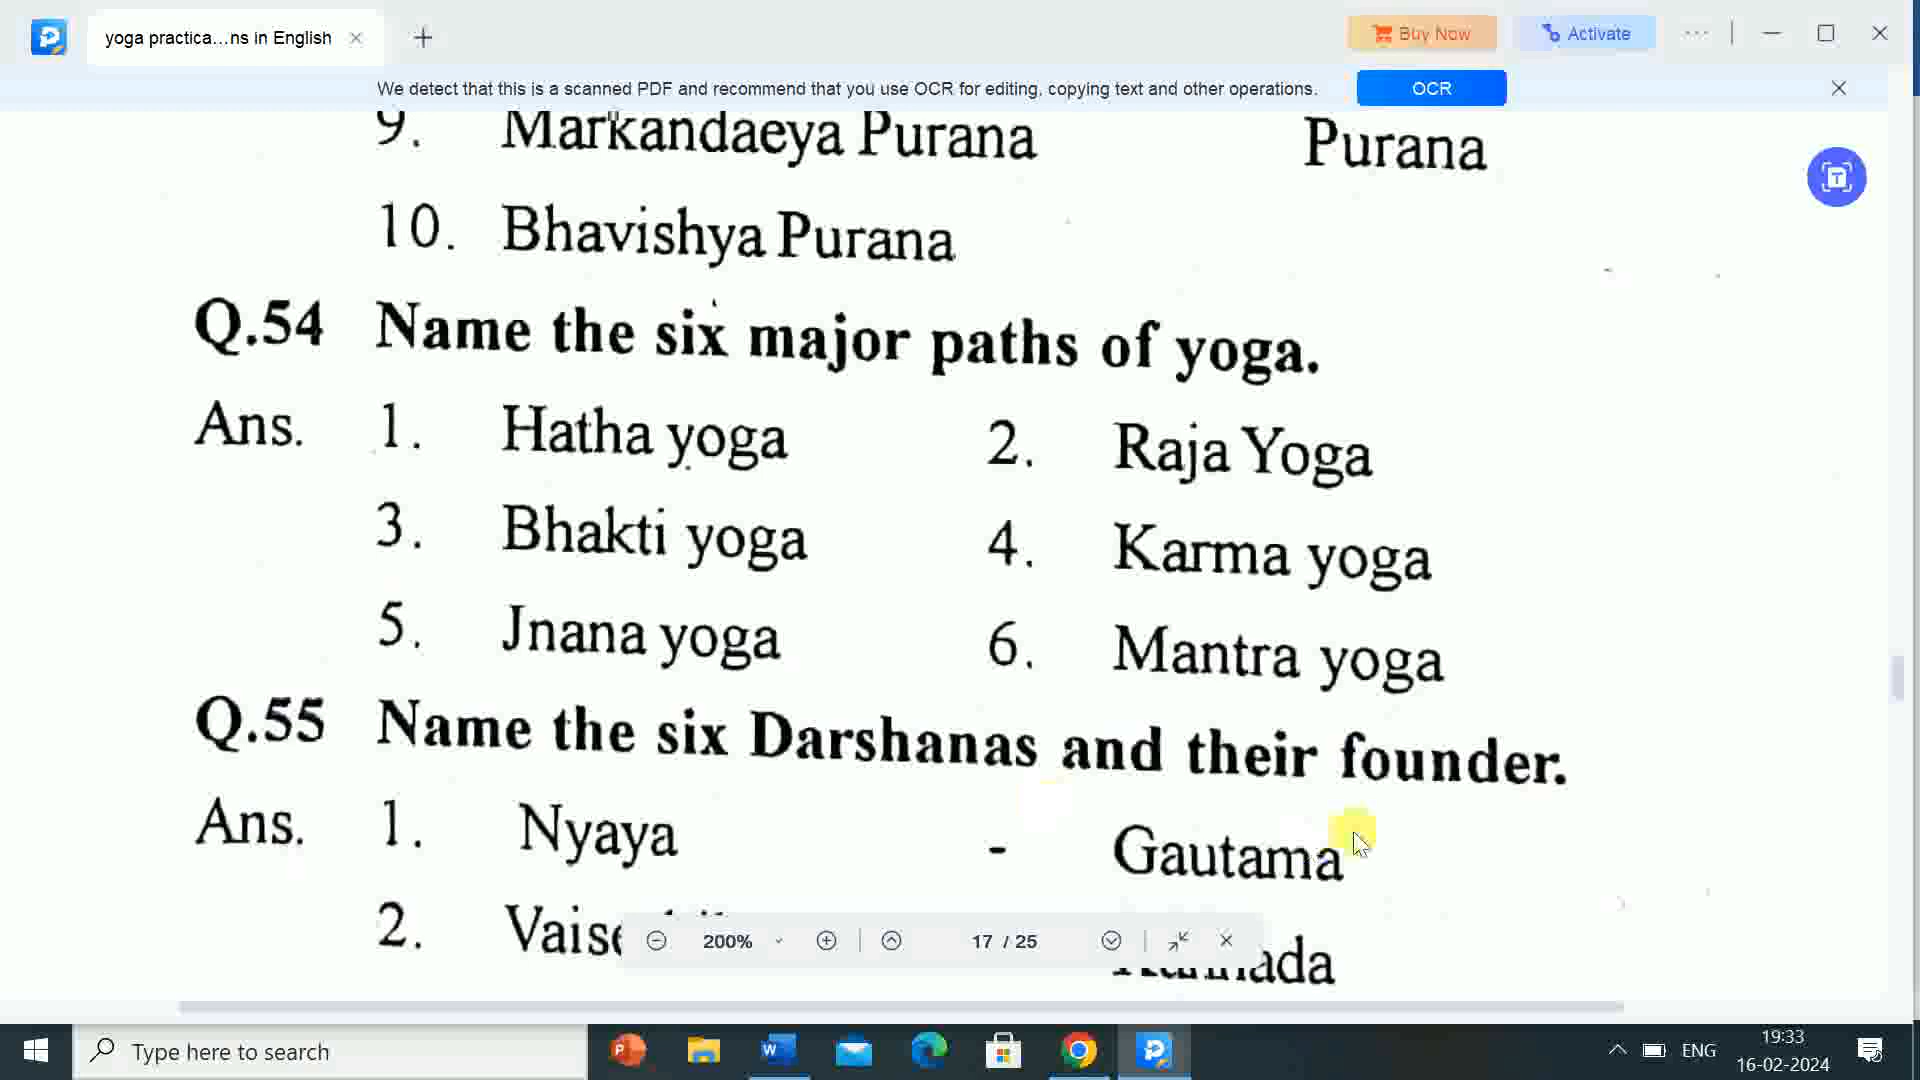 yoga practica...ns in English
Buy Now
Activate
We detect that this is a scanned PDF and recommend that you use OCR for editing, copying text and other operations.
OCR
9. Markandaeya Purana Purana
10. Bhavishya Purana
Q.54 Name the six major paths of yoga.
Ans. 1. Hatha yoga 2. Raja Yoga
3. Bhakti yoga 4. Karma yoga
5. Jnana yoga 6. Mantra yoga
Q.55 Name the six Darshanas and their founder.
Ans. 1. Nyaya - Gautama
2.
200% 17 / 25
Type here to search
ENG
19:33
16-02-2024